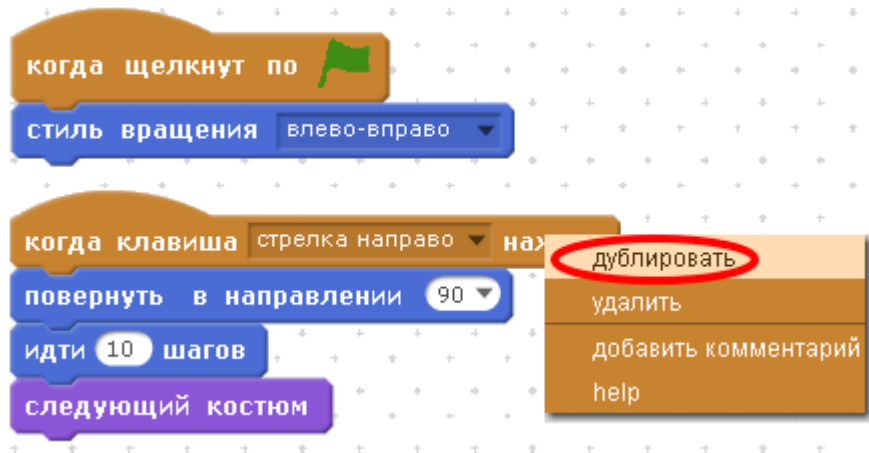 когда щелкнут по
стиль вращения влево-вправо
когда клавиша стрелка направо наж
повернуть в направлении 90
идти 10 шагов
следующий костюм
дублировать
удалить
добавить комментарий
help